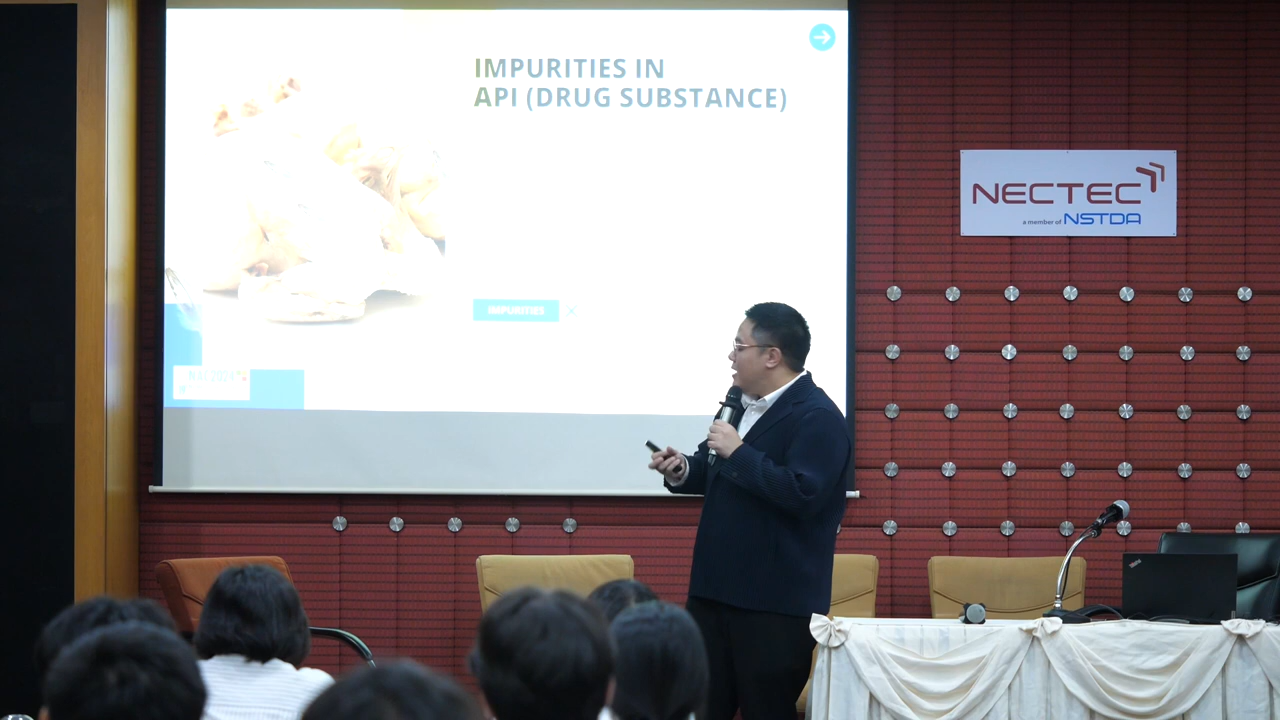 IMPURITIES IN
API (DRUG SUBSTANCE)
IMPURITIES
NECTEC
a member of NSTDA